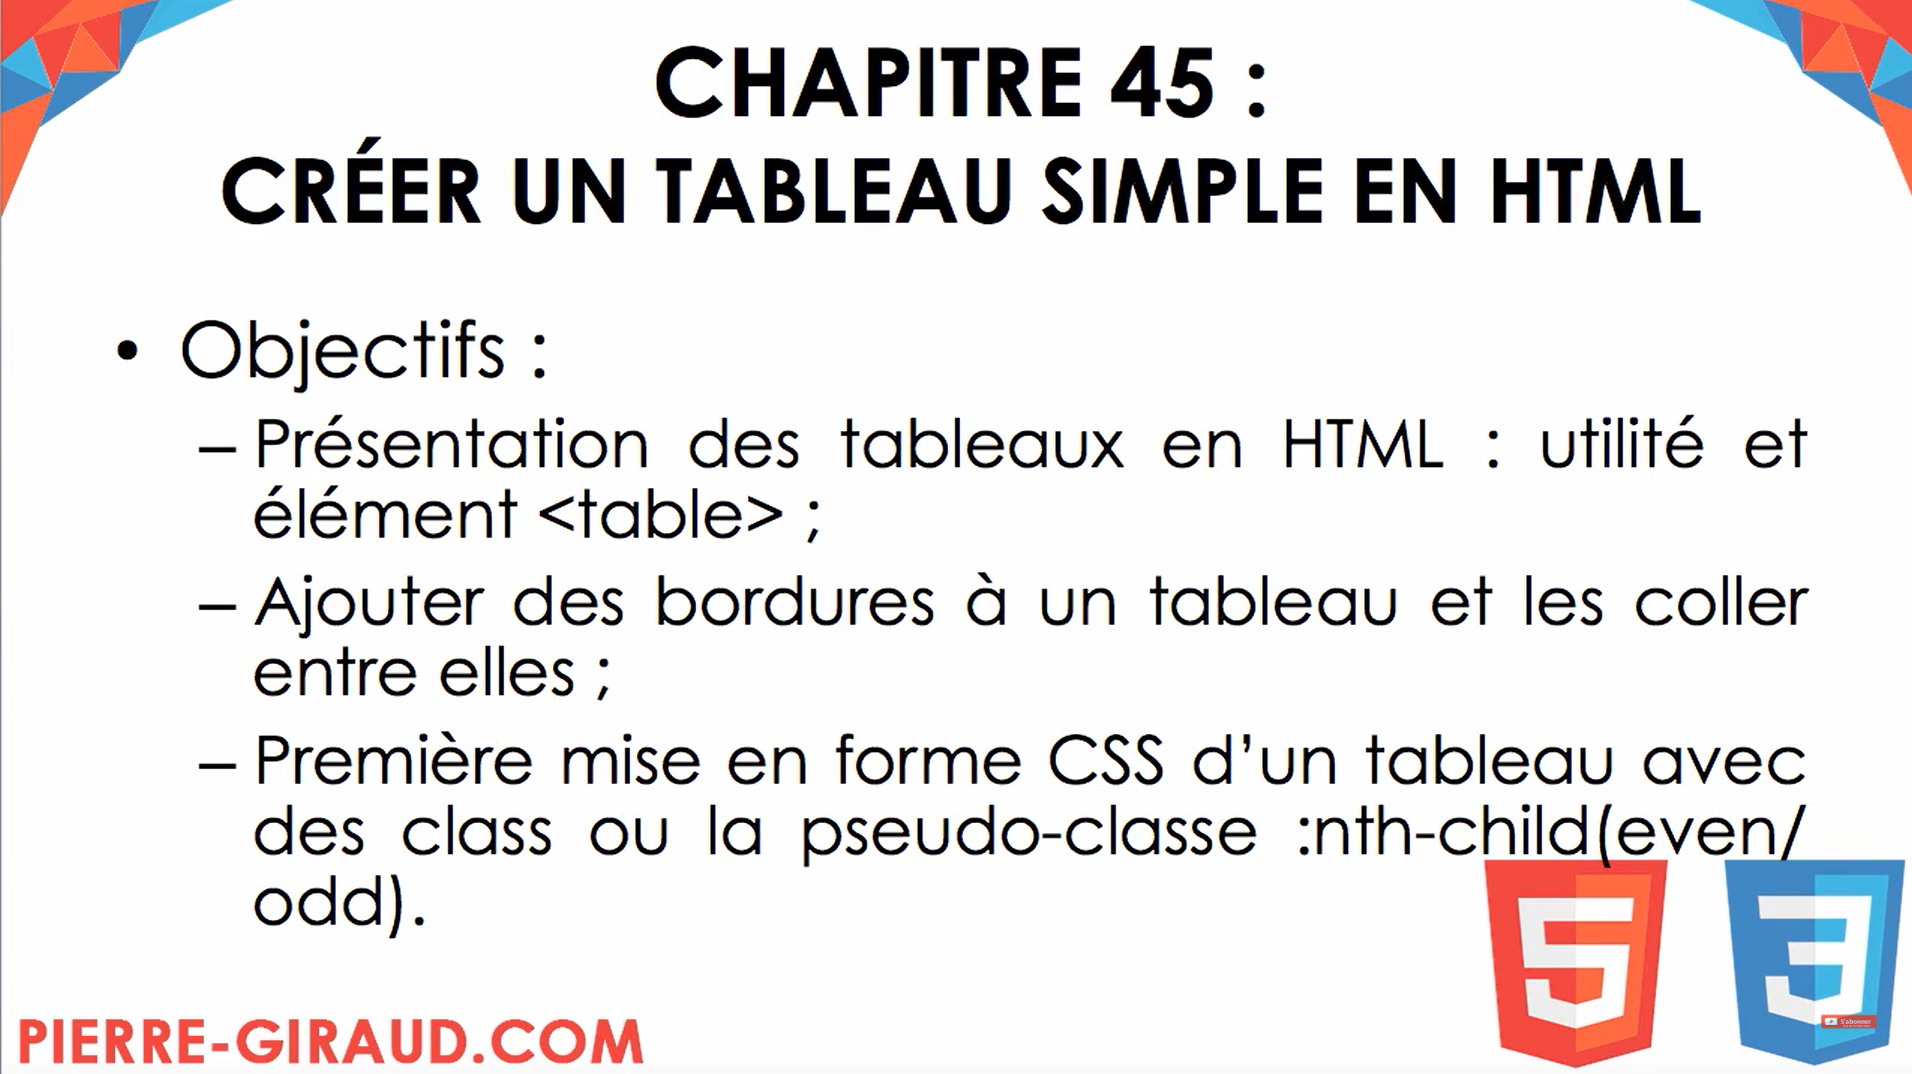 CHAPITRE 45 :
CRÉER UN TABLEAU SIMPLE EN HTML
• Objectifs :
– Présentation des tableaux en HTML : utilité et
élément <table> ;
– Ajouter des bordures à un tableau et les coller
entre elles ;
– Première mise en forme CSS d’un tableau avec
des class ou la pseudo-classe :nth-child(even/
odd).
5
3
S'abonner
PIERRE-GIRAUD.COM